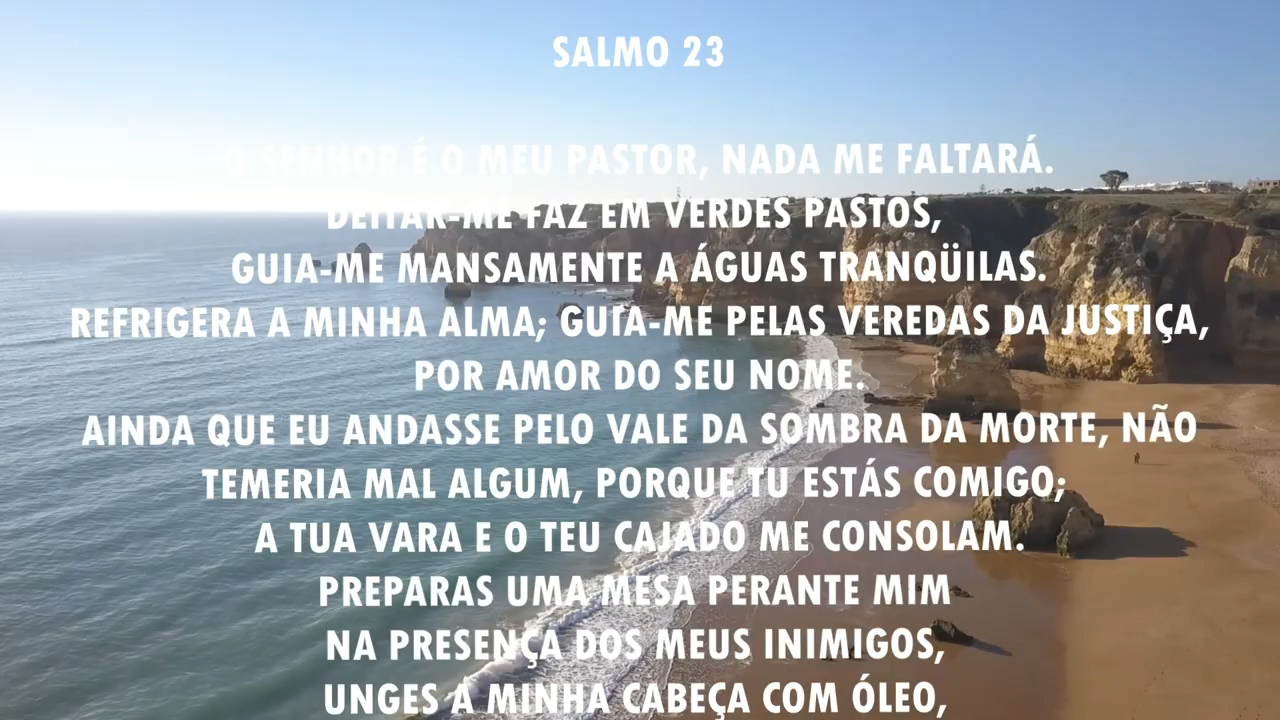 SALMO 23
O SENHOR É O MEU PASTOR, NADA ME FALTARÁ.
DEITAR-ME FAZ EM VERDES PASTOS,
GUIA-ME MANSAMENTE A ÁGUAS TRANQÜILAS.
REFRIGERA A MINHA ALMA; GUIA-ME PELAS VEREDAS DA JUSTIÇA,
POR AMOR DO SEU NOME.
AINDA QUE EU ANDASSE PELO VALE DA SOMBRA DA MORTE, NÃO
TEMERIA MAL ALGUM, PORQUE TU ESTÁS COMIGO;
A TUA VARA E O TEU CAJADO ME CONSOLAM.
PREPARAS UMA MESA PERANTE MIM
NA PRESENÇA DOS MEUS INIMIGOS,
UNGES A MINHA CABEÇA COM ÓLEO,